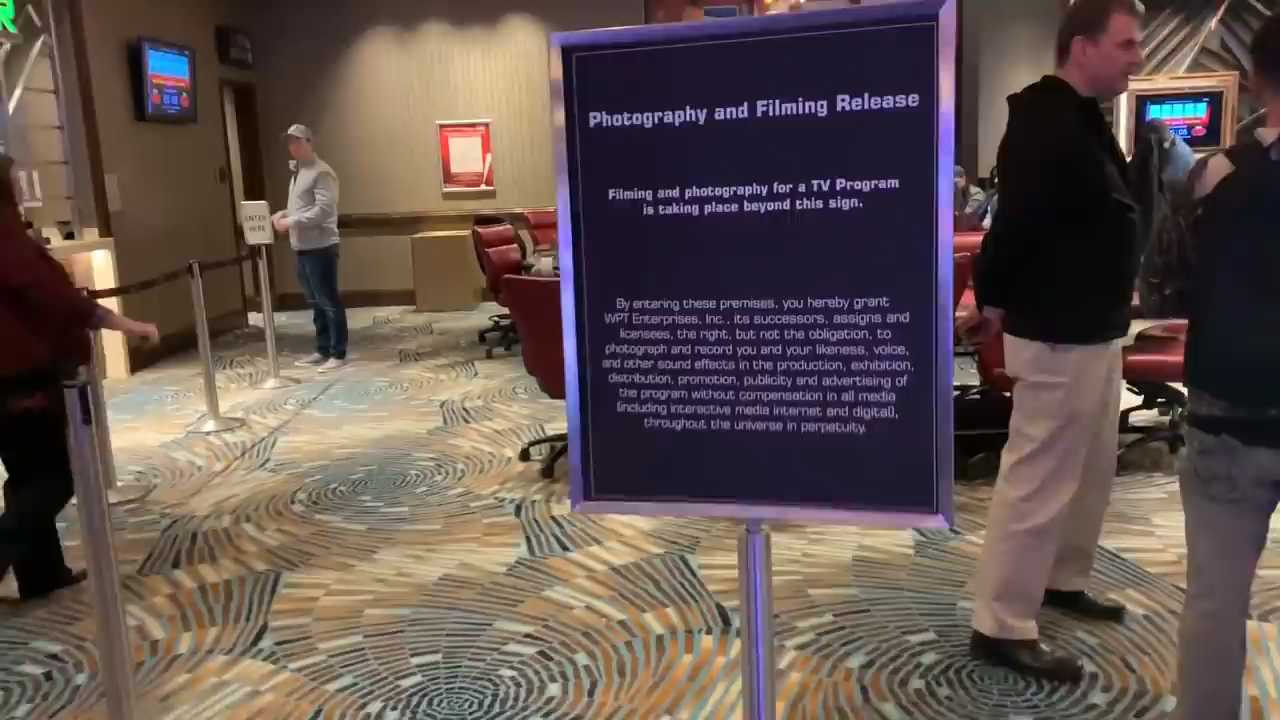 R
ENTER
HERE
Photography and Filming Release
Filming and photography for a TV Program
is taking place beyond this sign.
By entering these premises, you hereby grant
WPT Enterprises, Inc., its successors, assigns and
licensees, the right, but not the obligation, to
photograph and record you and your likeness, voice,
and other sound effects in the production, exhibition,
distribution, promotion, publicity and advertising of
the program without compensation in all media
(including interactive media internet and digital),
throughout the universe in perpetuity.